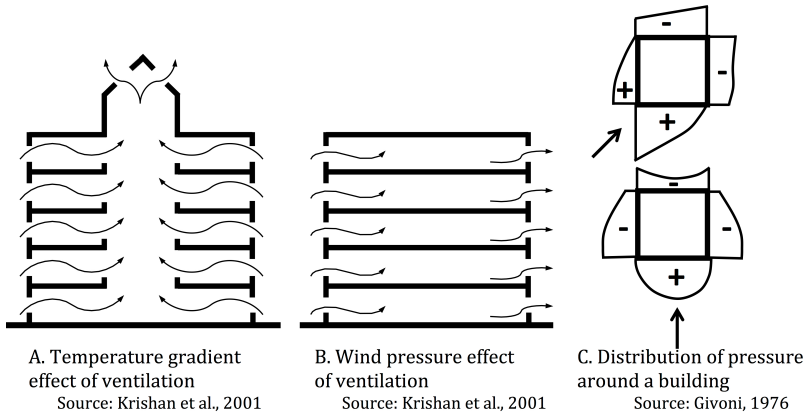 -
-
+
+
-
-
-
+
A. Temperature gradient
effect of ventilation
Source: Krishan et al., 2001
B. Wind pressure effect
of ventilation
Source: Krishan et al., 2001
C. Distribution of pressure
around a building
Source: Givoni, 1976